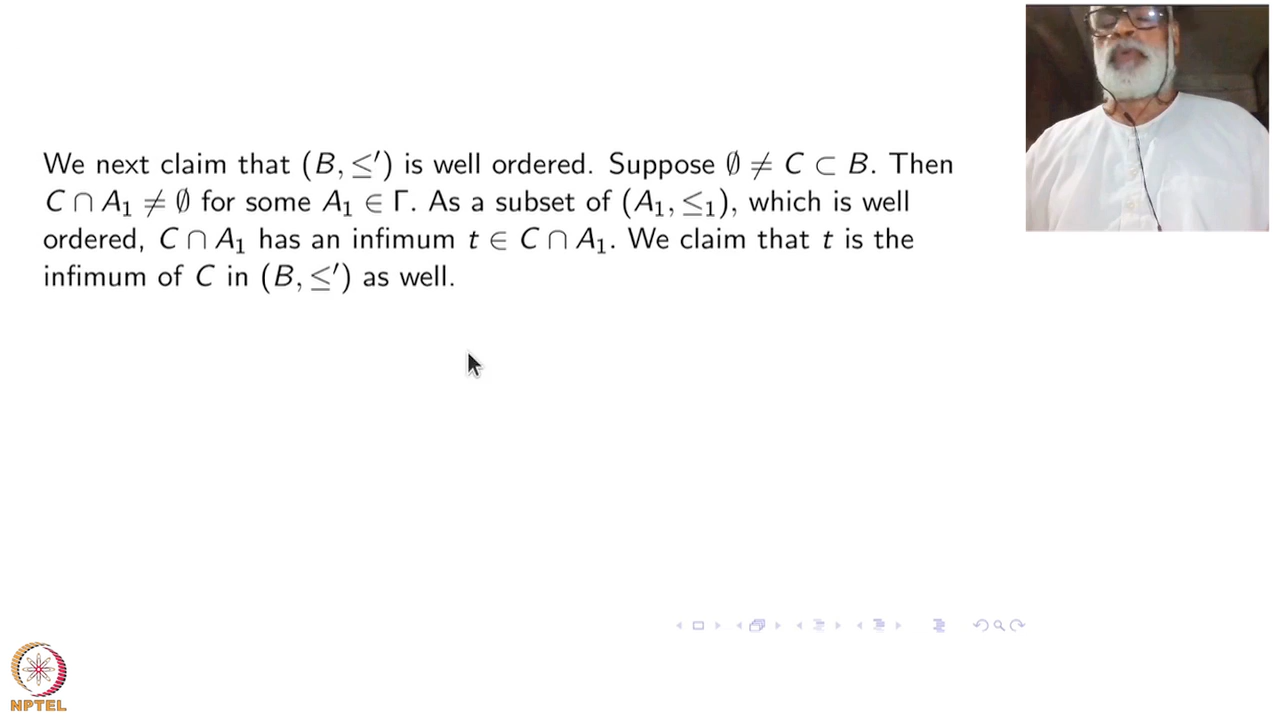 We next claim that (B, ≤′) is well ordered. Suppose ∅ ≠ C ⊂ B. Then
C ∩ A₁ ≠ ∅ for some A₁ ∈ Γ. As a subset of (A₁, ≤₁), which is well
ordered, C ∩ A₁ has an infimum t ∈ C ∩ A₁. We claim that t is the
infimum of C in (B, ≤′) as well.
NPTEL